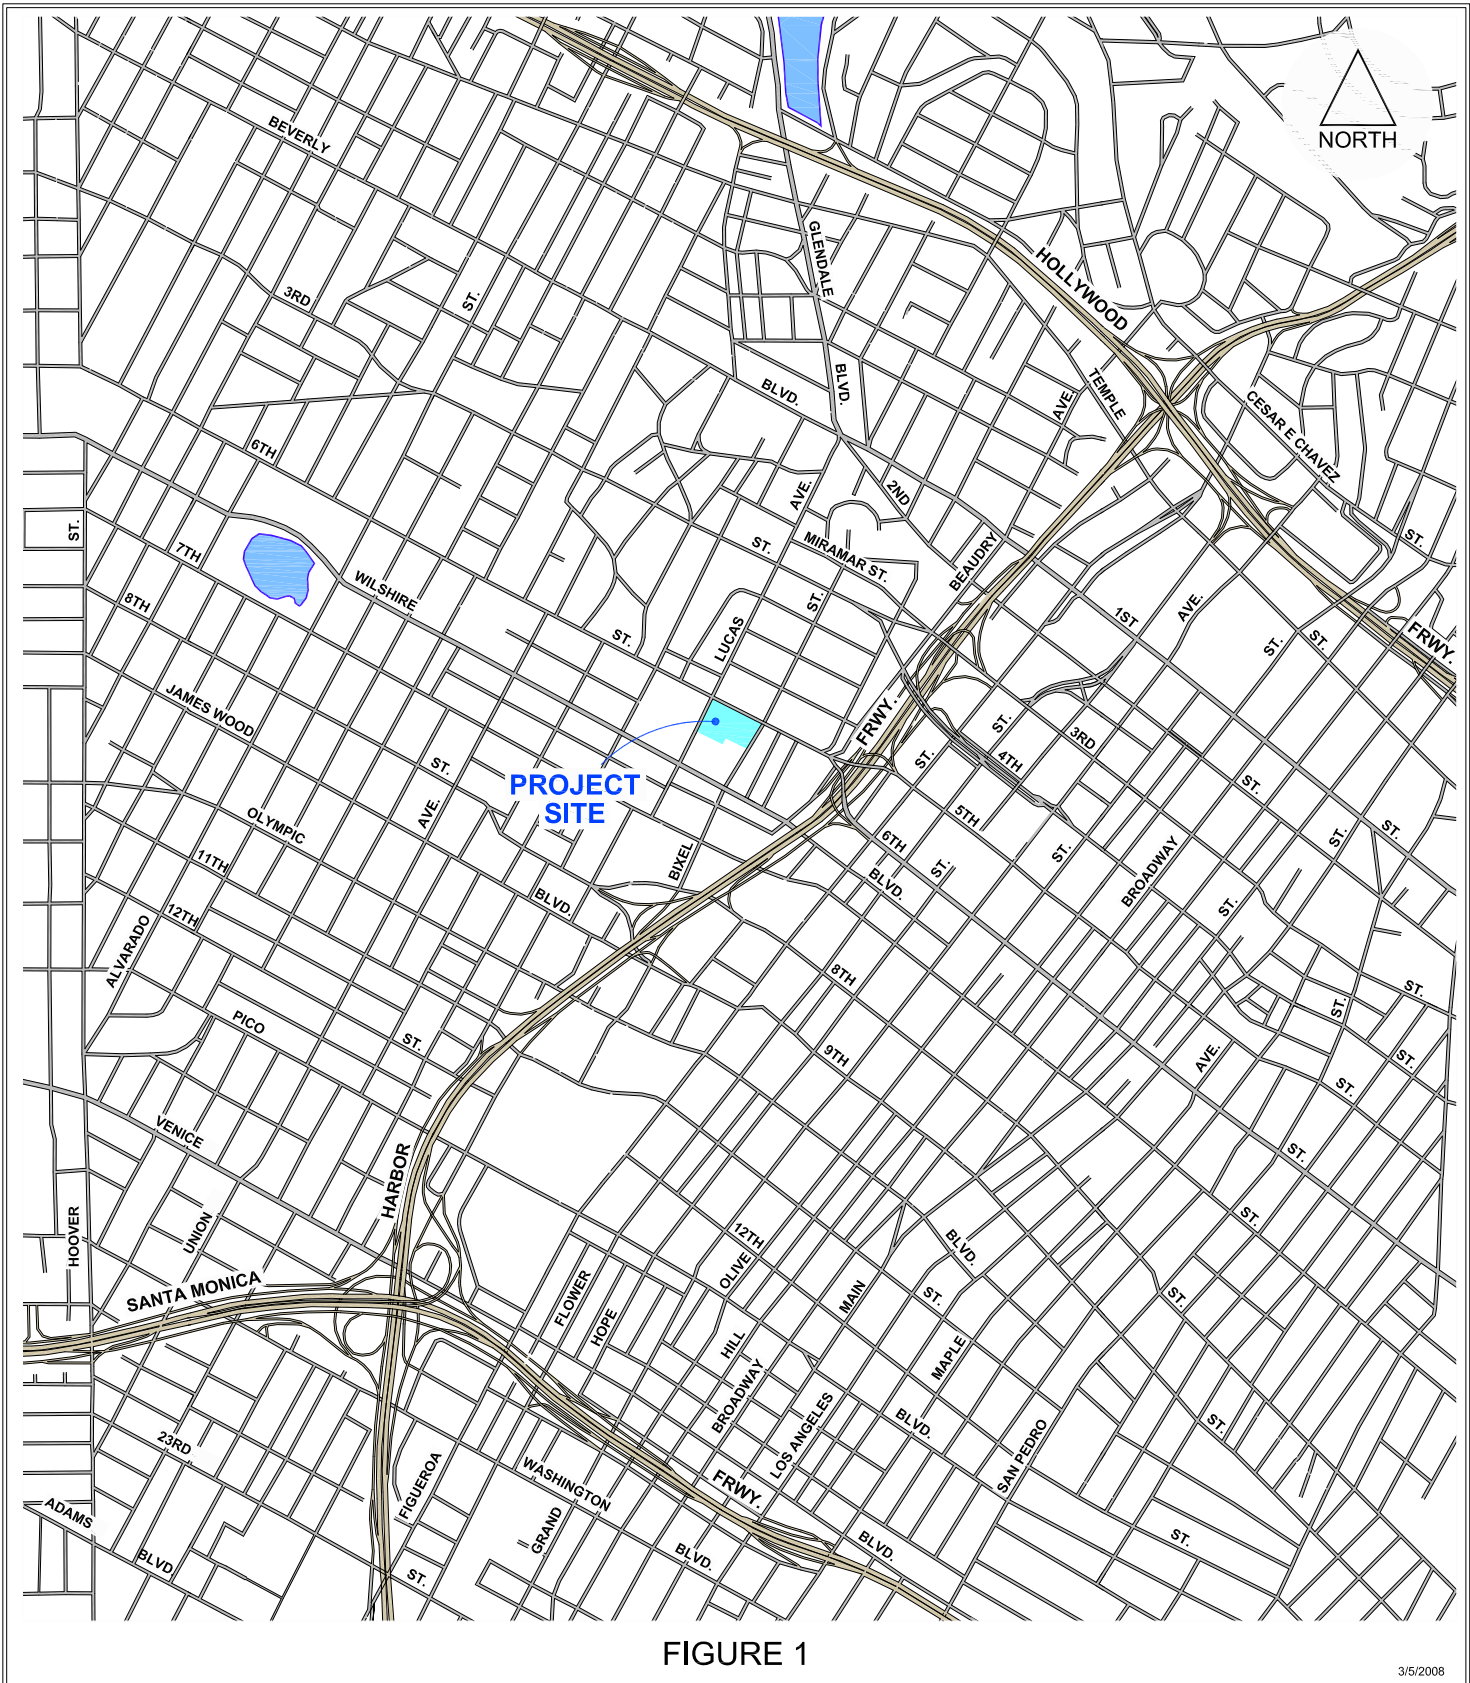 NORTH
BEVERLY
GLENDALE
HOLLYWOOD
3RD
ST.
BLVD.
BLVD.
AVE.
TEMPLE
CESAR E CHAVEZ
6TH
2ND
AVE.
ST.
ST.
7TH
ST.
MIRAMAR ST.
BEAUDRY
WILSHIRE
8TH
ST.
AVE.
1ST
LUCAS
ST.
ST.
ST.
FRWY.
JAMES WOOD
FRWY.
ST.
3RD
ST.
4TH
ST.
ST.
PROJECT
SITE
AVE.
OLYMPIC
5TH
6TH
ST.
ST.
11TH
BIXEL
ST.
ST.
BROADWAY
BLVD.
BLVD.
12TH
ST.
ALVARADO
8TH
ST.
ST.
PICO
ST.
9TH
AVE.
ST.
ST.
VENICE
HARBOR
ST.
HOOVER
UNION
12TH
ST.
BLVD.
SANTA MONICA
OLIVE
FLOWER
MAIN
ST.
ST.
HOPE
HILL
MAPLE
BROADWAY
LOS ANGELES
BLVD.
ST.
23RD
SAN PEDRO
FIGUEROA
WASHINGTON
FRWY.
ADAMS
GRAND
BLVD.
BLVD.
BLVD.
ST.
ST.
FIGURE 1
3/5/2008